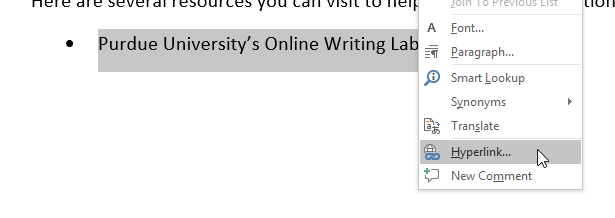 Here are several resources you can visit to help
tion
Join To Previous List
• Purdue University's Online Writing Lab
Font...
Paragraph...
Smart Lookup
Synonyms
Translate
Hyperlink...
New Comment